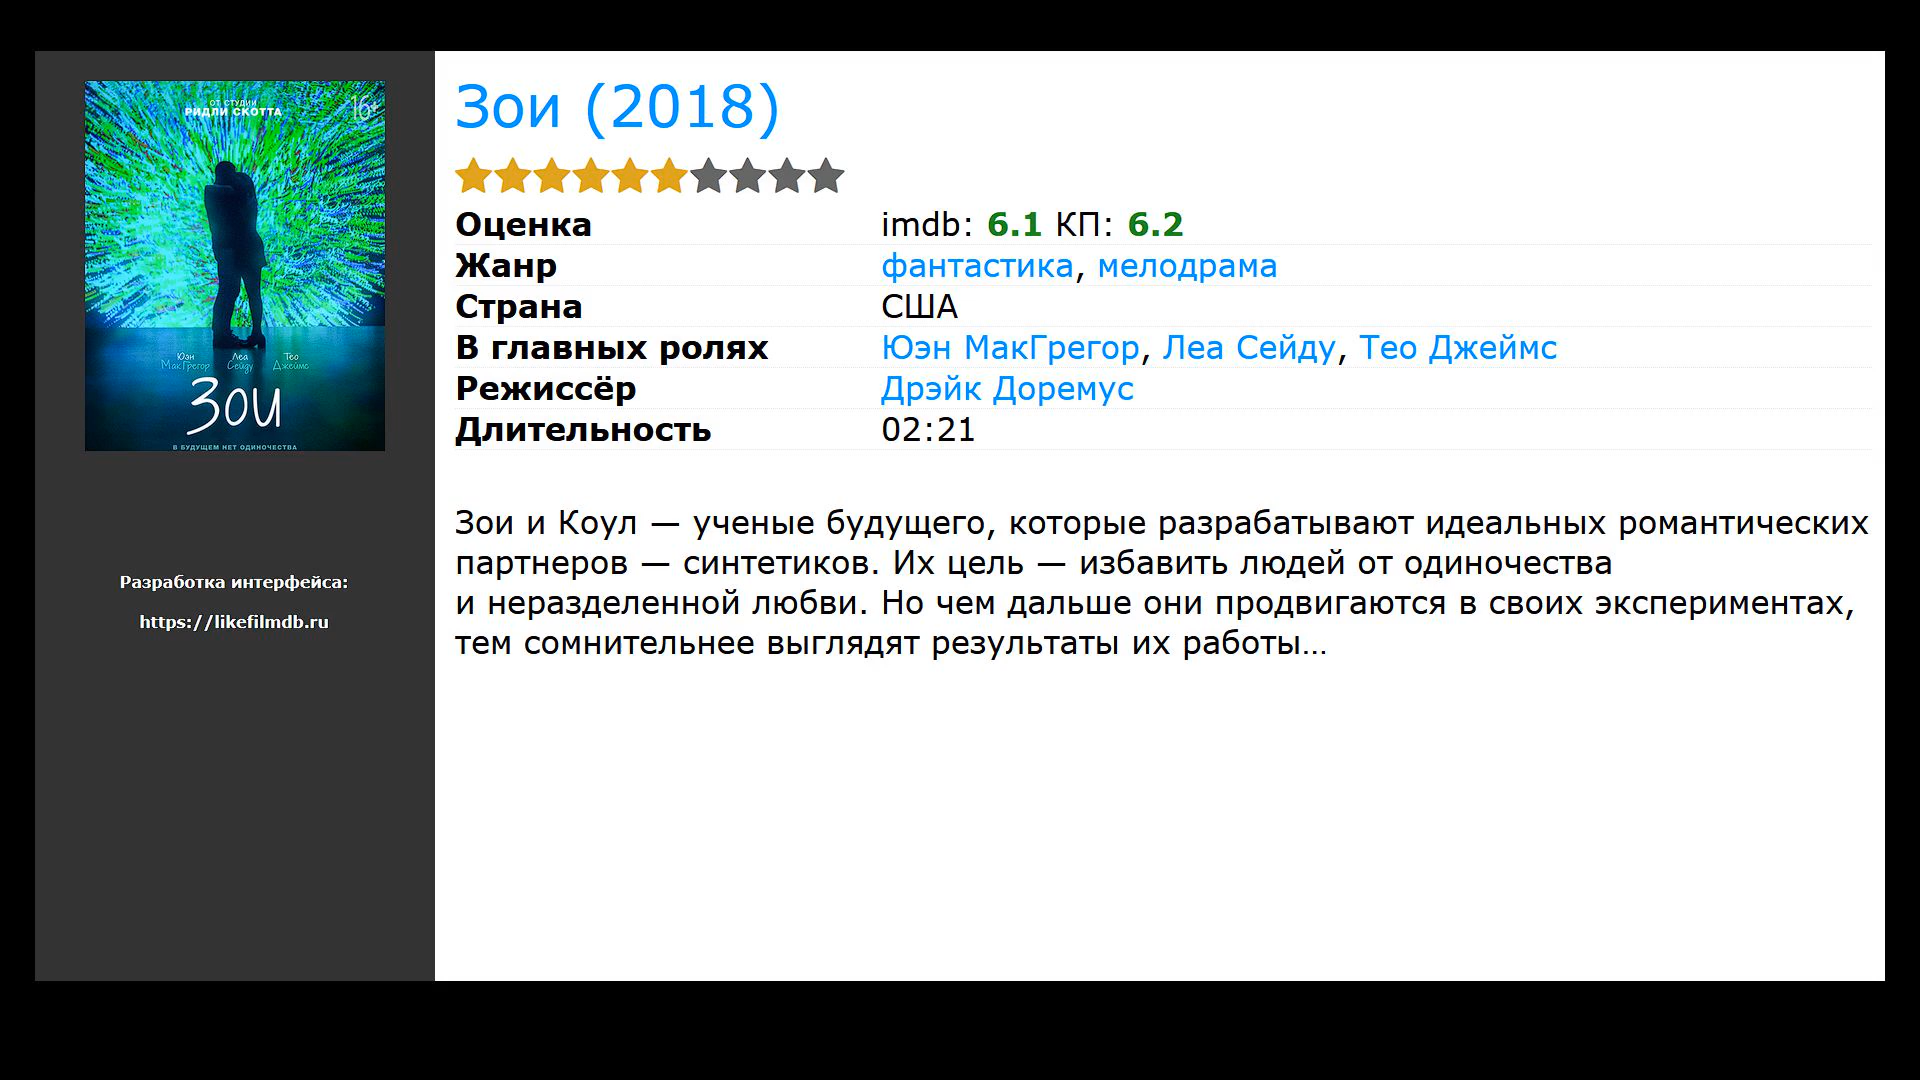 ОТ СТУДИИ
РИДЛИ СКОТТА
16+
Юэн Леа Тео
МакГрегор Сейду Джеймс
Зои
В БУДУЩЕМ НЕТ ОДИНОЧЕСТВА
Разработка интерфейса:
https://likefilmdb.ru
Зои (2018)
Оценка imdb: 6.1 КП: 6.2
Жанр фантастика, мелодрама
Страна США
В главных ролях Юэн МакГрегор, Леа Сейду, Тео Джеймс
Режиссёр Дрэйк Доремус
Длительность 02:21
Зои и Коул — ученые будущего, которые разрабатывают идеальных романтических
партнеров — синтетиков. Их цель — избавить людей от одиночества
и неразделенной любви. Но чем дальше они продвигаются в своих экспериментах,
тем сомнительнее выглядят результаты их работы…